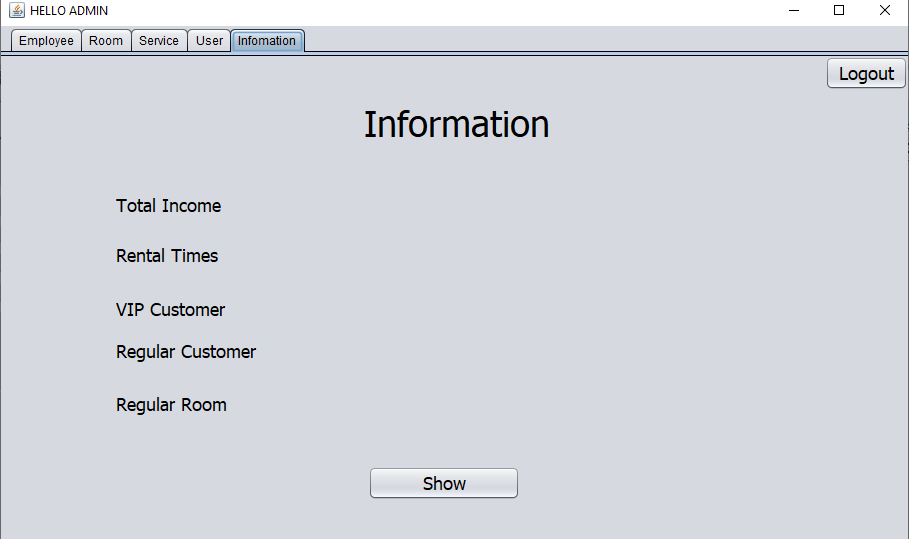 HELLO ADMIN
Employee Room Service User Infomation
Logout
Information
Total Income
Rental Times
VIP Customer
Regular Customer
Regular Room
Show